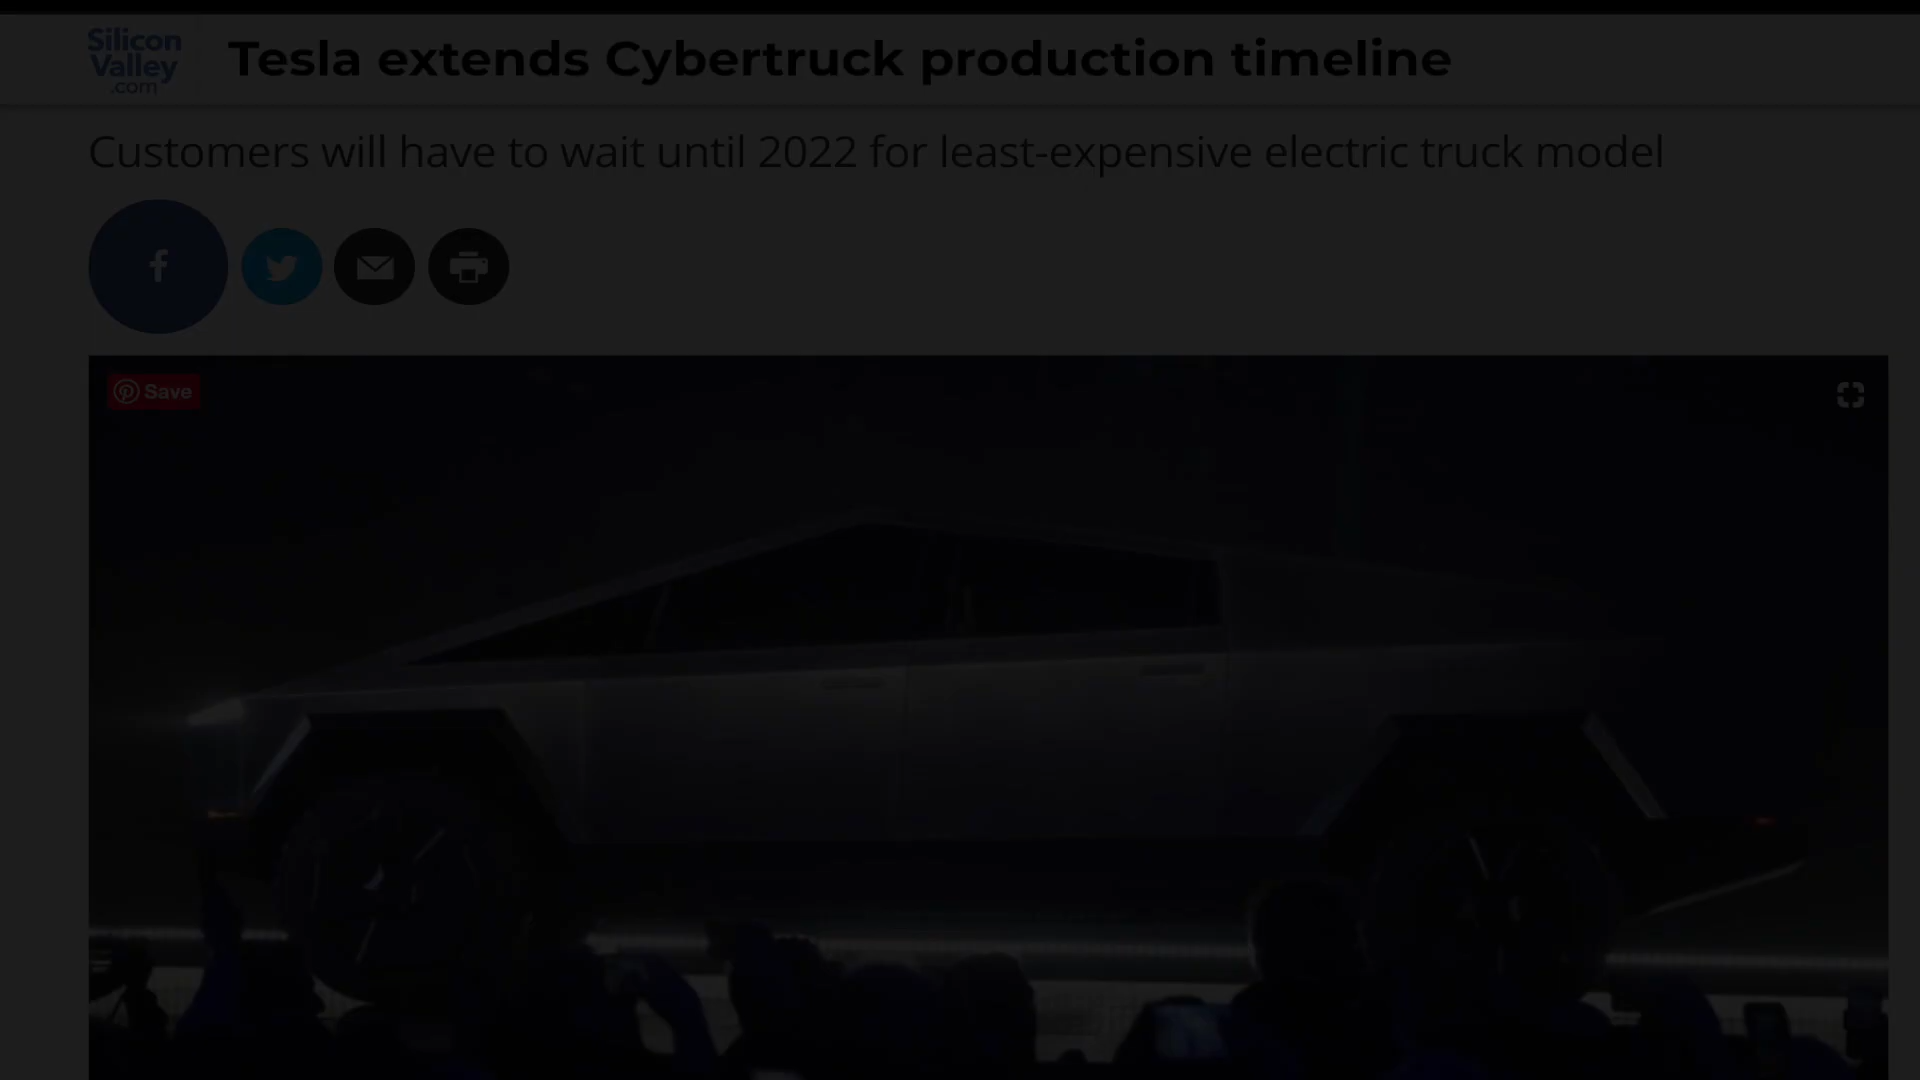 Silicon
Valley
.com
Tesla extends Cybertruck production timeline
Customers will have to wait until 2022 for least-expensive electric truck model
Save